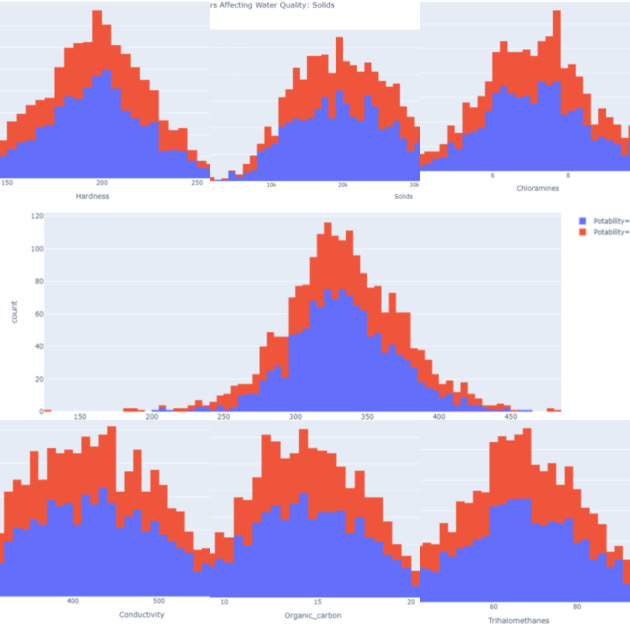 rs Affecting Water Quality: Solids
150 200 250
Hardness
10k 20k 30k
Solids
6 8
Chloramines
120
100
80
60
40
20
0
count
150 200 250 300 350 400 450
Potability=
Potability=
400 500
Conductivity
10 15 20
Organic_carbon
60 80
Trihalomethanes